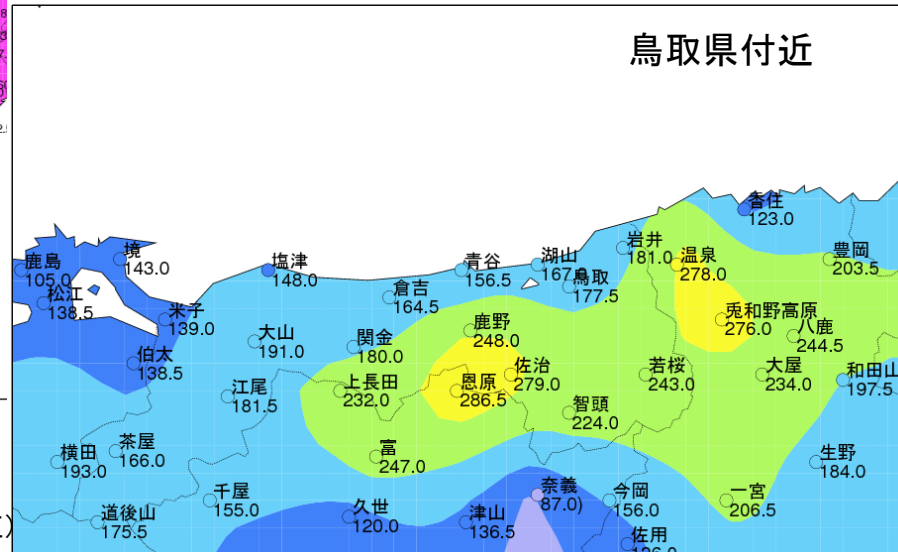 鳥取県付近
香住
123.0
鹿島
105.0
境
143.0
塩津
148.0
青谷
156.5
湖山
167.
岩井
181.0
温泉
278.0
豊岡
203.5
松江
138.5
米子
139.0
倉吉
164.5
鳥取
177.5
兎和野高原
276.0
大山
191.0
関金
180.0
鹿野
248.0
八鹿
244.5
伯太
138.5
江尾
181.5
上長田
232.0
恩原
286.5
佐治
279.0
智頭
224.0
若桜
243.0
大屋
234.0
和田山
197.5
横田
193.0
茶屋
166.0
富
247.0
生野
184.0
千屋
155.0
道後山
175.5
久世
120.0
津山
136.5
奈義
87.0)
今岡
156.0
一宮
206.5
佐用